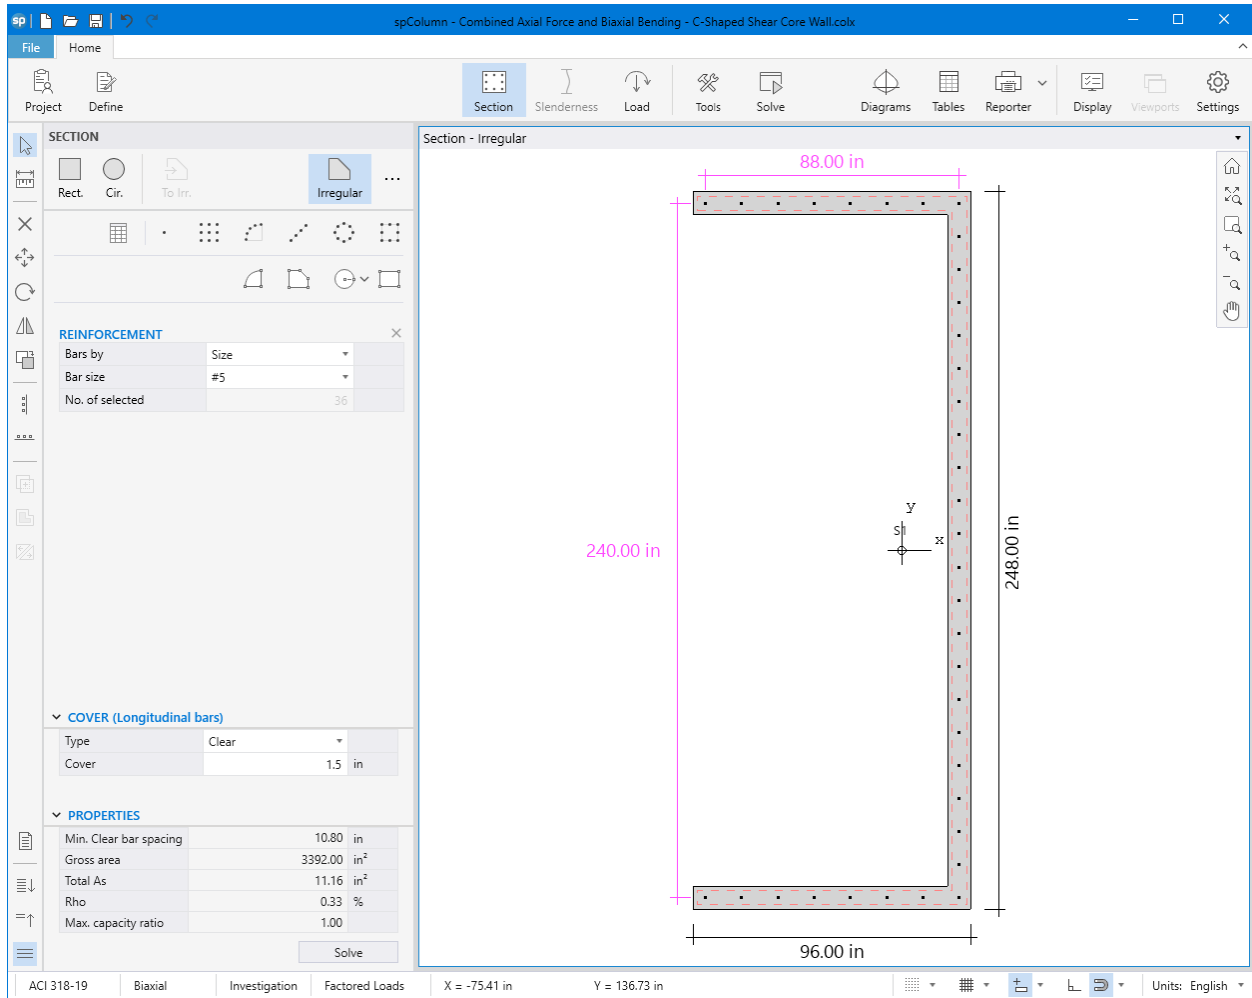 sp
spColumn - Combined Axial Force and Biaxial Bending - C-Shaped Shear Core Wall.colx
File
Home
Project
Define
Section
Slenderness
Load
Tools
Solve
Diagrams
Tables
Reporter
Display
Viewports
Settings
SECTION
Rect.
Cir.
To Irr.
Irregular
...
REINFORCEMENT
Bars by Size
Bar size #5
No. of selected 36
COVER (Longitudinal bars)
Type Clear
Cover 1.5 in
PROPERTIES
Min. Clear bar spacing 10.80 in
Gross area 3392.00 in²
Total As 11.16 in²
Rho 0.33 %
Max. capacity ratio 1.00
Solve
Section - Irregular
88.00 in
240.00 in
y
S1
x
248.00 in
96.00 in
ACI 318-19
Biaxial
Investigation
Factored Loads
X = -75.41 in
Y = 136.73 in
Units: English